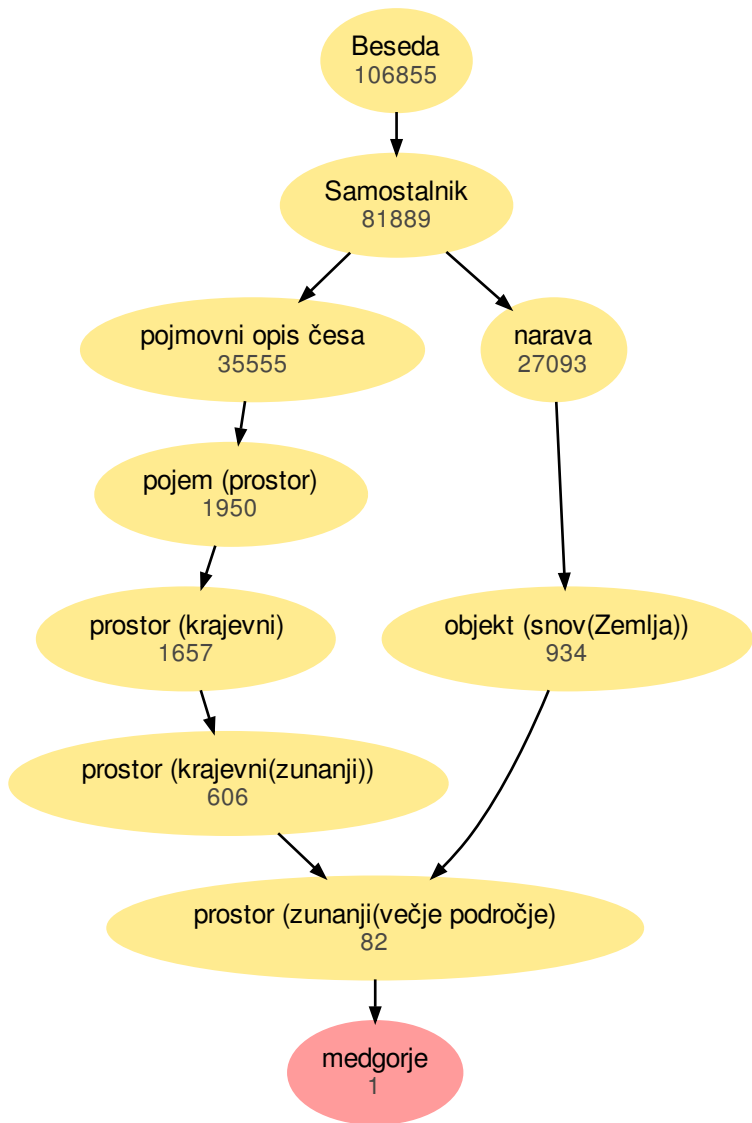 Beseda
106855
Samostalnik
81889
pojmovni opis česa
35555
narava
27093
pojem (prostor)
1950
prostor (krajevni)
1657
objekt (snov(Zemlja))
934
prostor (krajevni(zunanji))
606
prostor (zunanji(večje področje)
82
medgorje
1